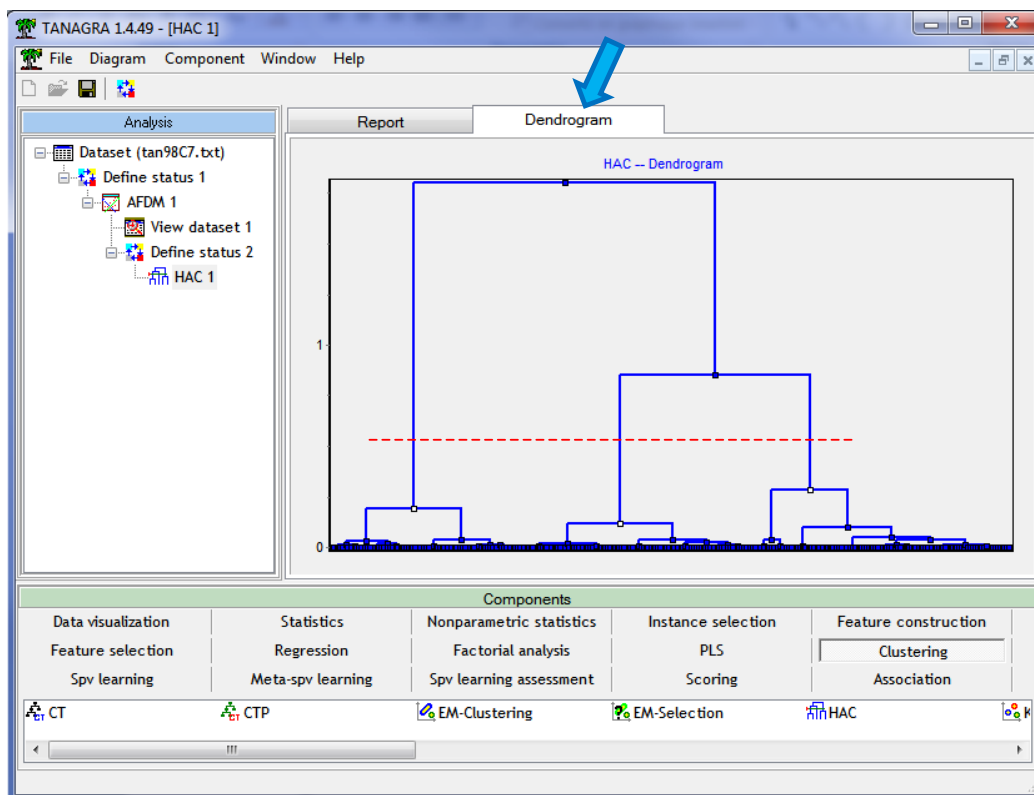 TANAGRA 1.4.49 - [HAC 1]
File Diagram Component Window Help
Analysis
Report Dendrogram
Dataset (tan98C7.txt)
Define status 1
AFDM 1
View dataset 1
Define status 2
HAC 1
HAC -- Dendrogram
1
0
Components
Data visualization Statistics Nonparametric statistics Instance selection Feature construction
Feature selection Regression Factorial analysis PLS Clustering
Spv learning Meta-spv learning Spv learning assessment Scoring Association
CT CTP EM-Clustering EM-Selection HAC K